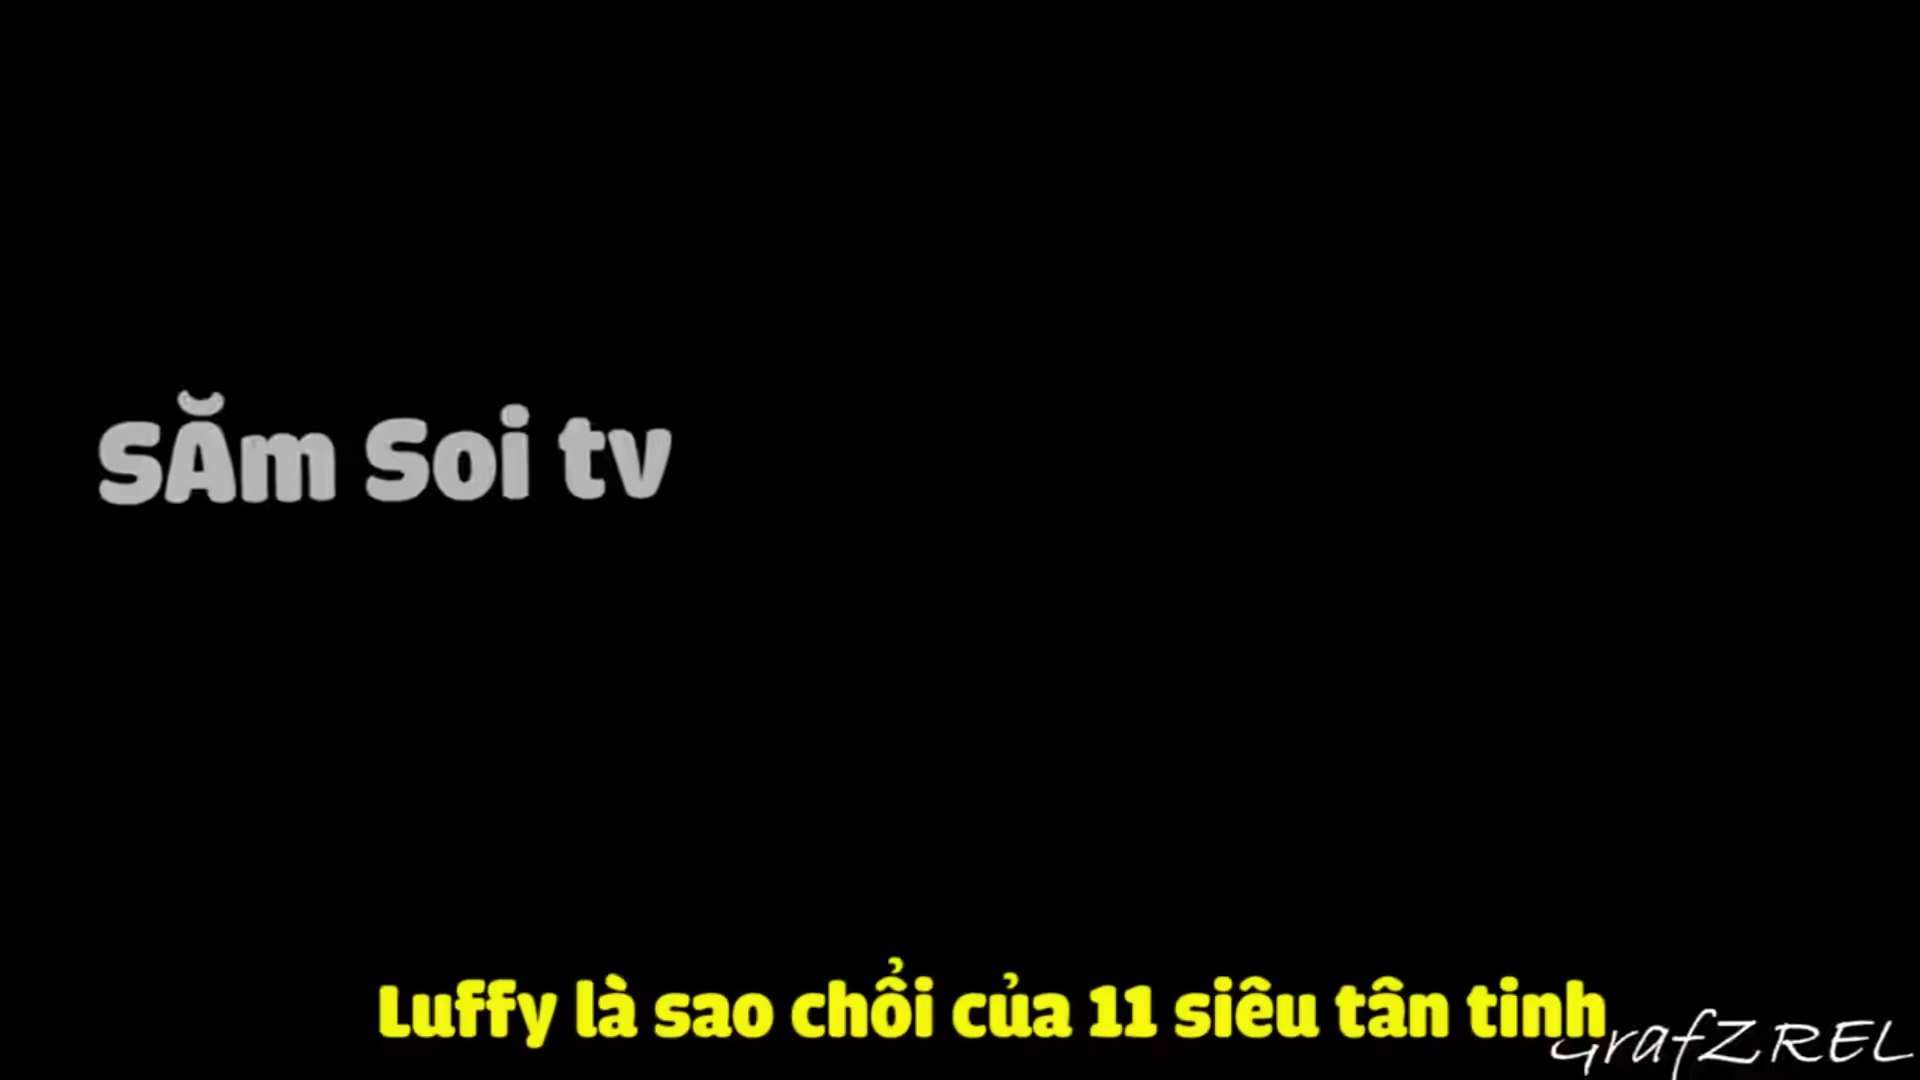 SĂm Soi tv
Luffy là sao chổi của 11 siêu tân tinh
GrafZREL